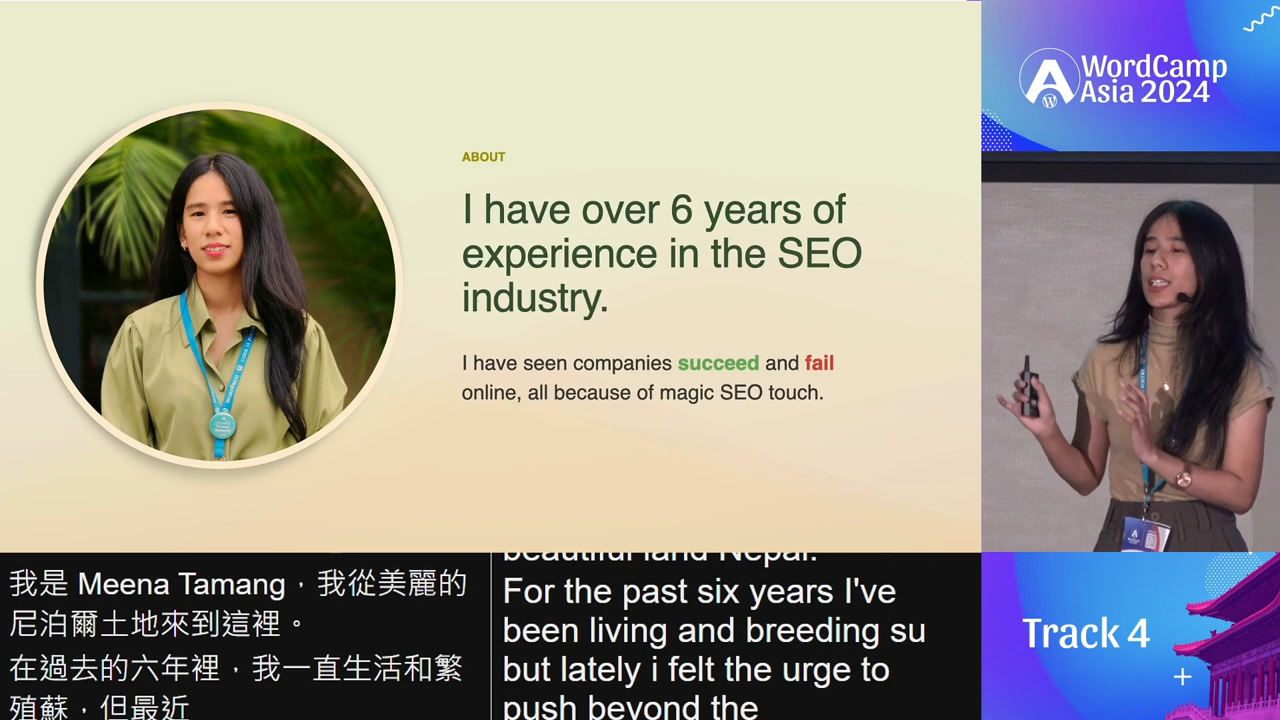 ABOUT
I have over 6 years of
experience in the SEO
industry.
I have seen companies succeed and fail
online, all because of magic SEO touch.
WordCamp
Asia 2024
我是 Meena Tamang，我從美麗的
尼泊爾土地來到這裡。
在過去的六年裡，我一直生活和繁
殖蘇，但最近
beautiful land Nepal.
For the past six years I've
been living and breeding su
but lately i felt the urge to
push beyond the
Track 4